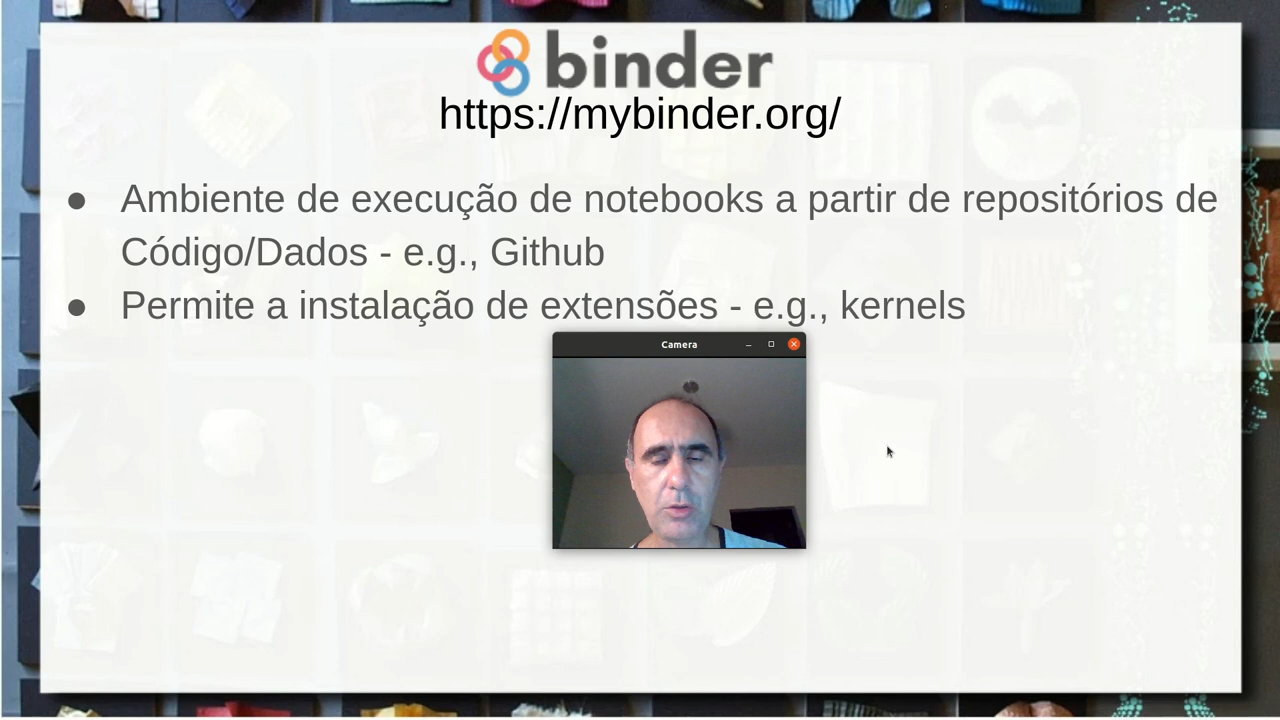 binder
https://mybinder.org/
● Ambiente de execução de notebooks a partir de repositórios de
Código/Dados - e.g., Github
● Permite a instalação de extensões - e.g., kernels
Camera